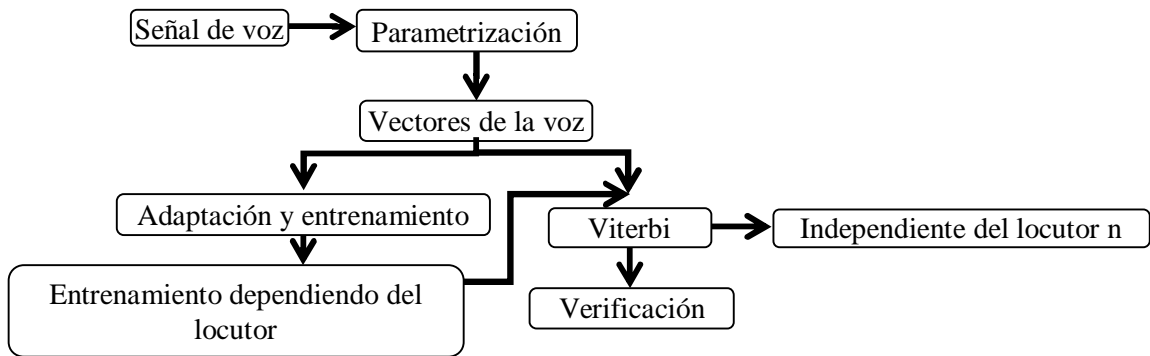 Señal de voz
Parametrización
Vectores de la voz
Adaptación y entrenamiento
Viterbi
Independiente del locutor n
Entrenamiento dependiendo del
locutor
Verificación